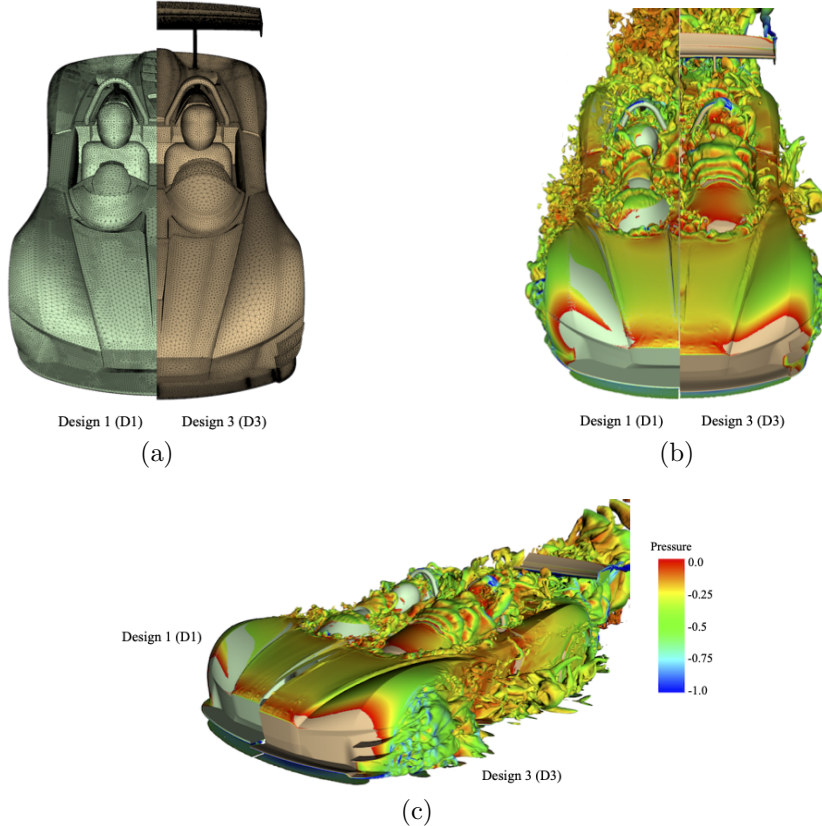 Design 1 (D1)
Design 3 (D3)
(a)
Design 1 (D1)
Design 3 (D3)
(b)
Design 1 (D1)
Design 3 (D3)
Pressure
0.0
-0.25
-0.5
-0.75
-1.0
(c)